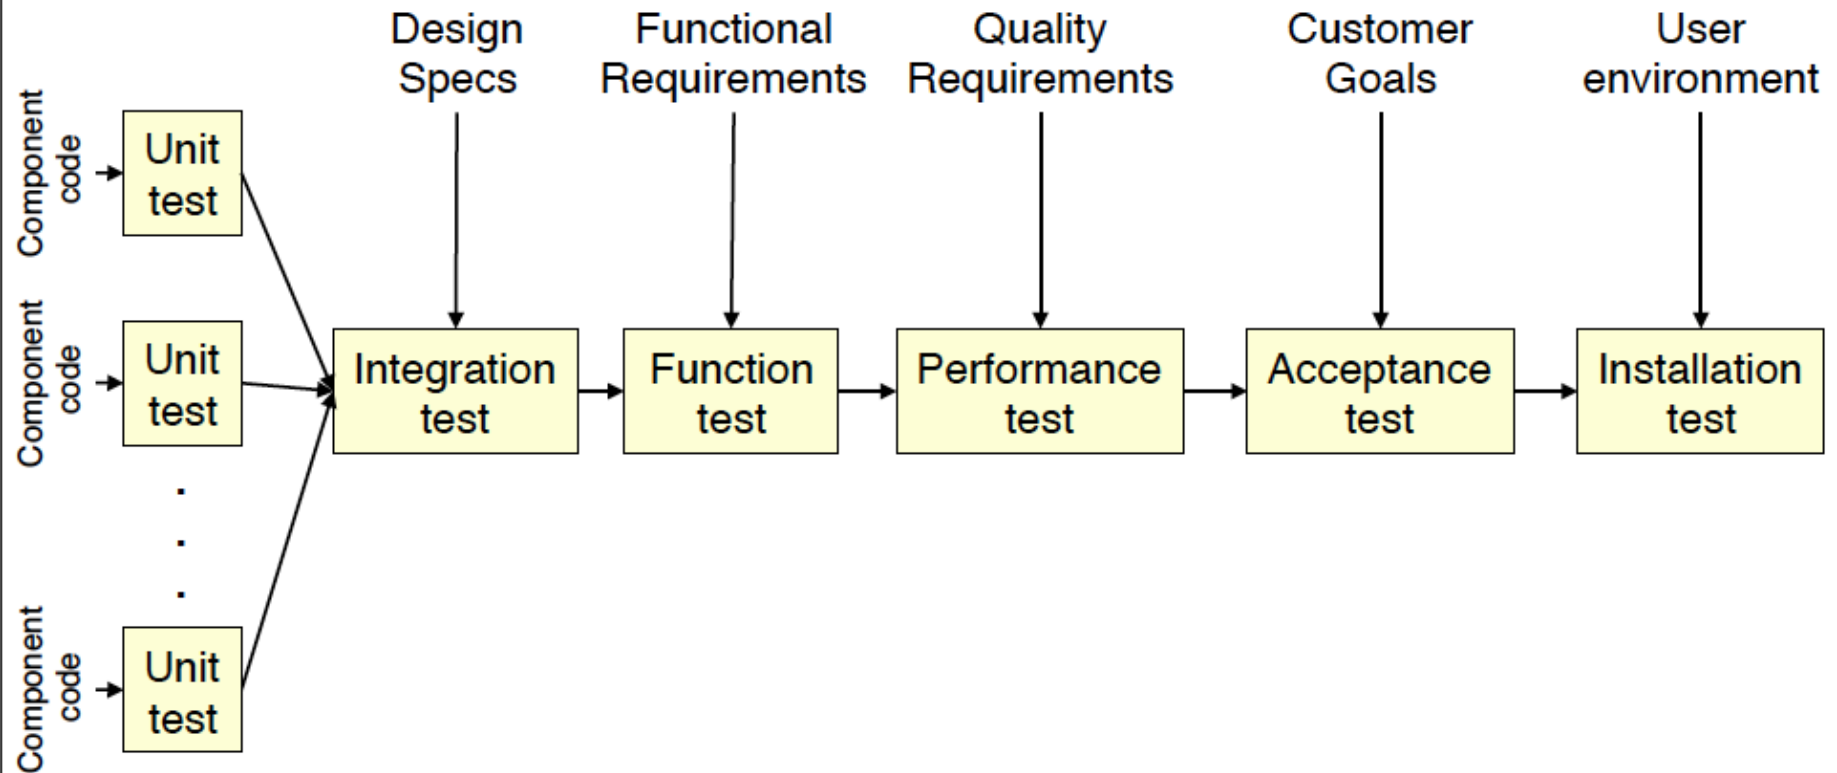 Design
Specs
Functional
Requirements
Quality
Requirements
Customer
Goals
User
environment
Component
code
Unit
test
Component
code
Unit
test
Integration
test
Function
test
Performance
test
Acceptance
test
Installation
test
.
.
.
Component
code
Unit
test